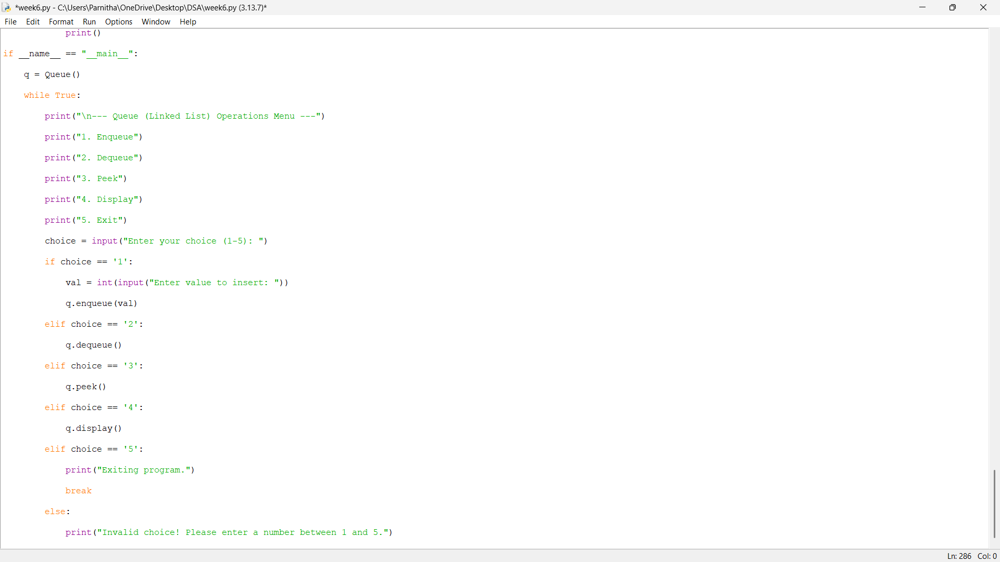 *week6.py - C:\Users\Parnitha\OneDrive\Desktop\DSA\week6.py (3.13.7)*
File Edit Format Run Options Window Help
            print()
if __name__ == "__main__":
    q = Queue()
    while True:
        print("\n--- Queue (Linked List) Operations Menu ---")
        print("1. Enqueue")
        print("2. Dequeue")
        print("3. Peek")
        print("4. Display")
        print("5. Exit")
        choice = input("Enter your choice (1-5): ")
        if choice == '1':
            val = int(input("Enter value to insert: "))
            q.enqueue(val)
        elif choice == '2':
            q.dequeue()
        elif choice == '3':
            q.peek()
        elif choice == '4':
            q.display()
        elif choice == '5':
            print("Exiting program.")
            break
        else:
            print("Invalid choice! Please enter a number between 1 and 5.")
Ln: 286 Col: 0